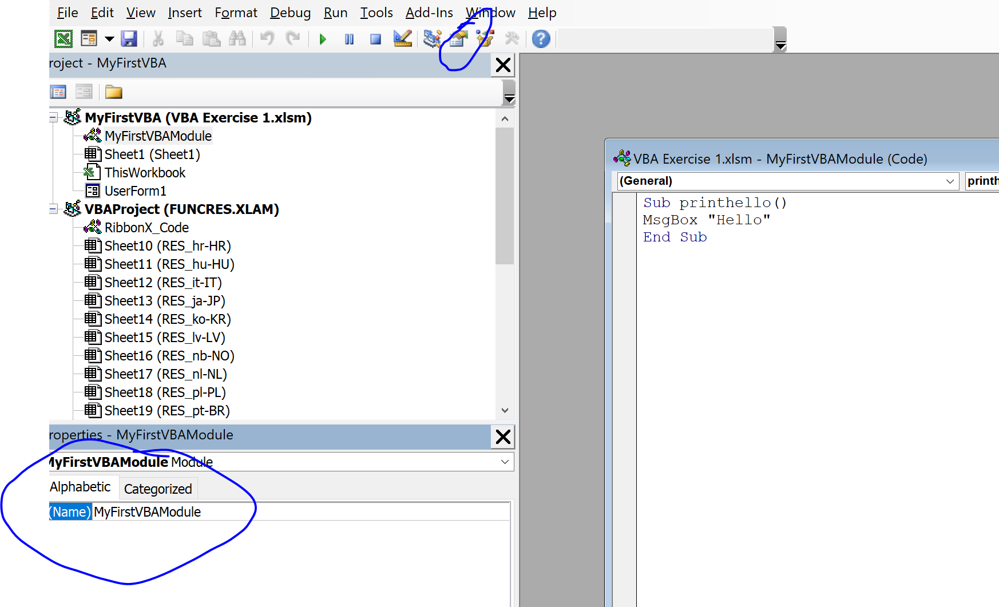 File Edit View Insert Format Debug Run Tools Add-Ins Window Help
roject - MyFirstVBA
MyFirstVBA (VBA Exercise 1.xlsm)
MyFirstVBAModule
Sheet1 (Sheet1)
ThisWorkbook
UserForm1
VBAProject (FUNCRES.XLAM)
RibbonX_Code
Sheet10 (RES_hr-HR)
Sheet11 (RES_hu-HU)
Sheet12 (RES_it-IT)
Sheet13 (RES_ja-JP)
Sheet14 (RES_ko-KR)
Sheet15 (RES_lv-LV)
Sheet16 (RES_nb-NO)
Sheet17 (RES_nl-NL)
Sheet18 (RES_pl-PL)
Sheet19 (RES_pt-BR)
roperties - MyFirstVBAModule
MyFirstVBAModule Module
Alphabetic Categorized
(Name) MyFirstVBAModule
VBA Exercise 1.xlsm - MyFirstVBAModule (Code)
(General) printh
Sub printhello()
MsgBox "Hello"
End Sub